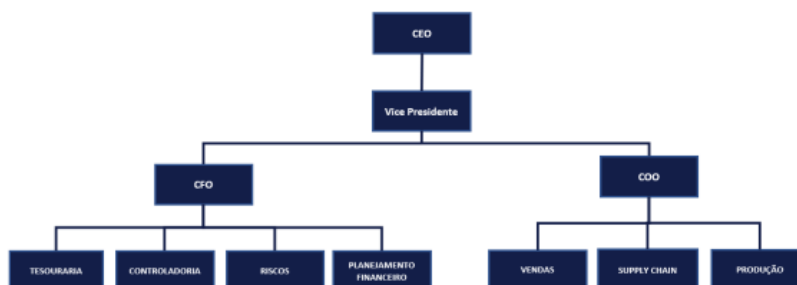 CEO
Vice Presidente
CFO
COO
TESOURARIA
CONTROLADORIA
RISCOS
PLANEJAMENTO
FINANCEIRO
VENDAS
SUPPLY CHAIN
PRODUÇÃO